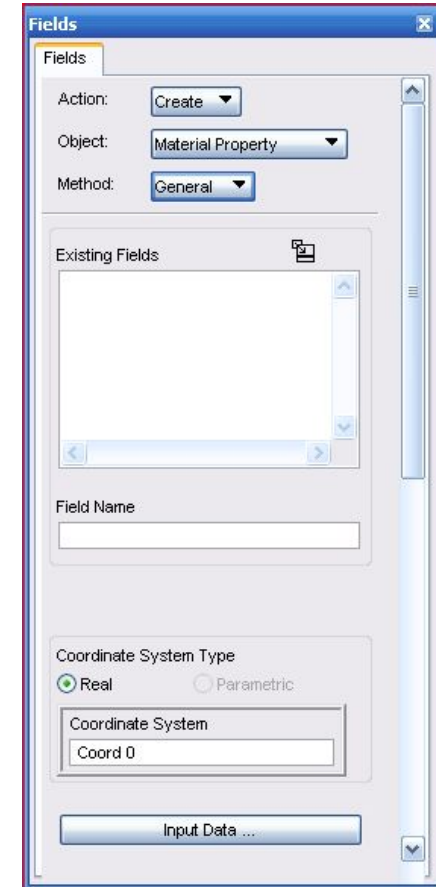 Fields
Fields
Action: Create
Object: Material Property
Method: General
Existing Fields
Field Name
Coordinate System Type
Real Parametric
Coordinate System
Coord 0
Input Data ...